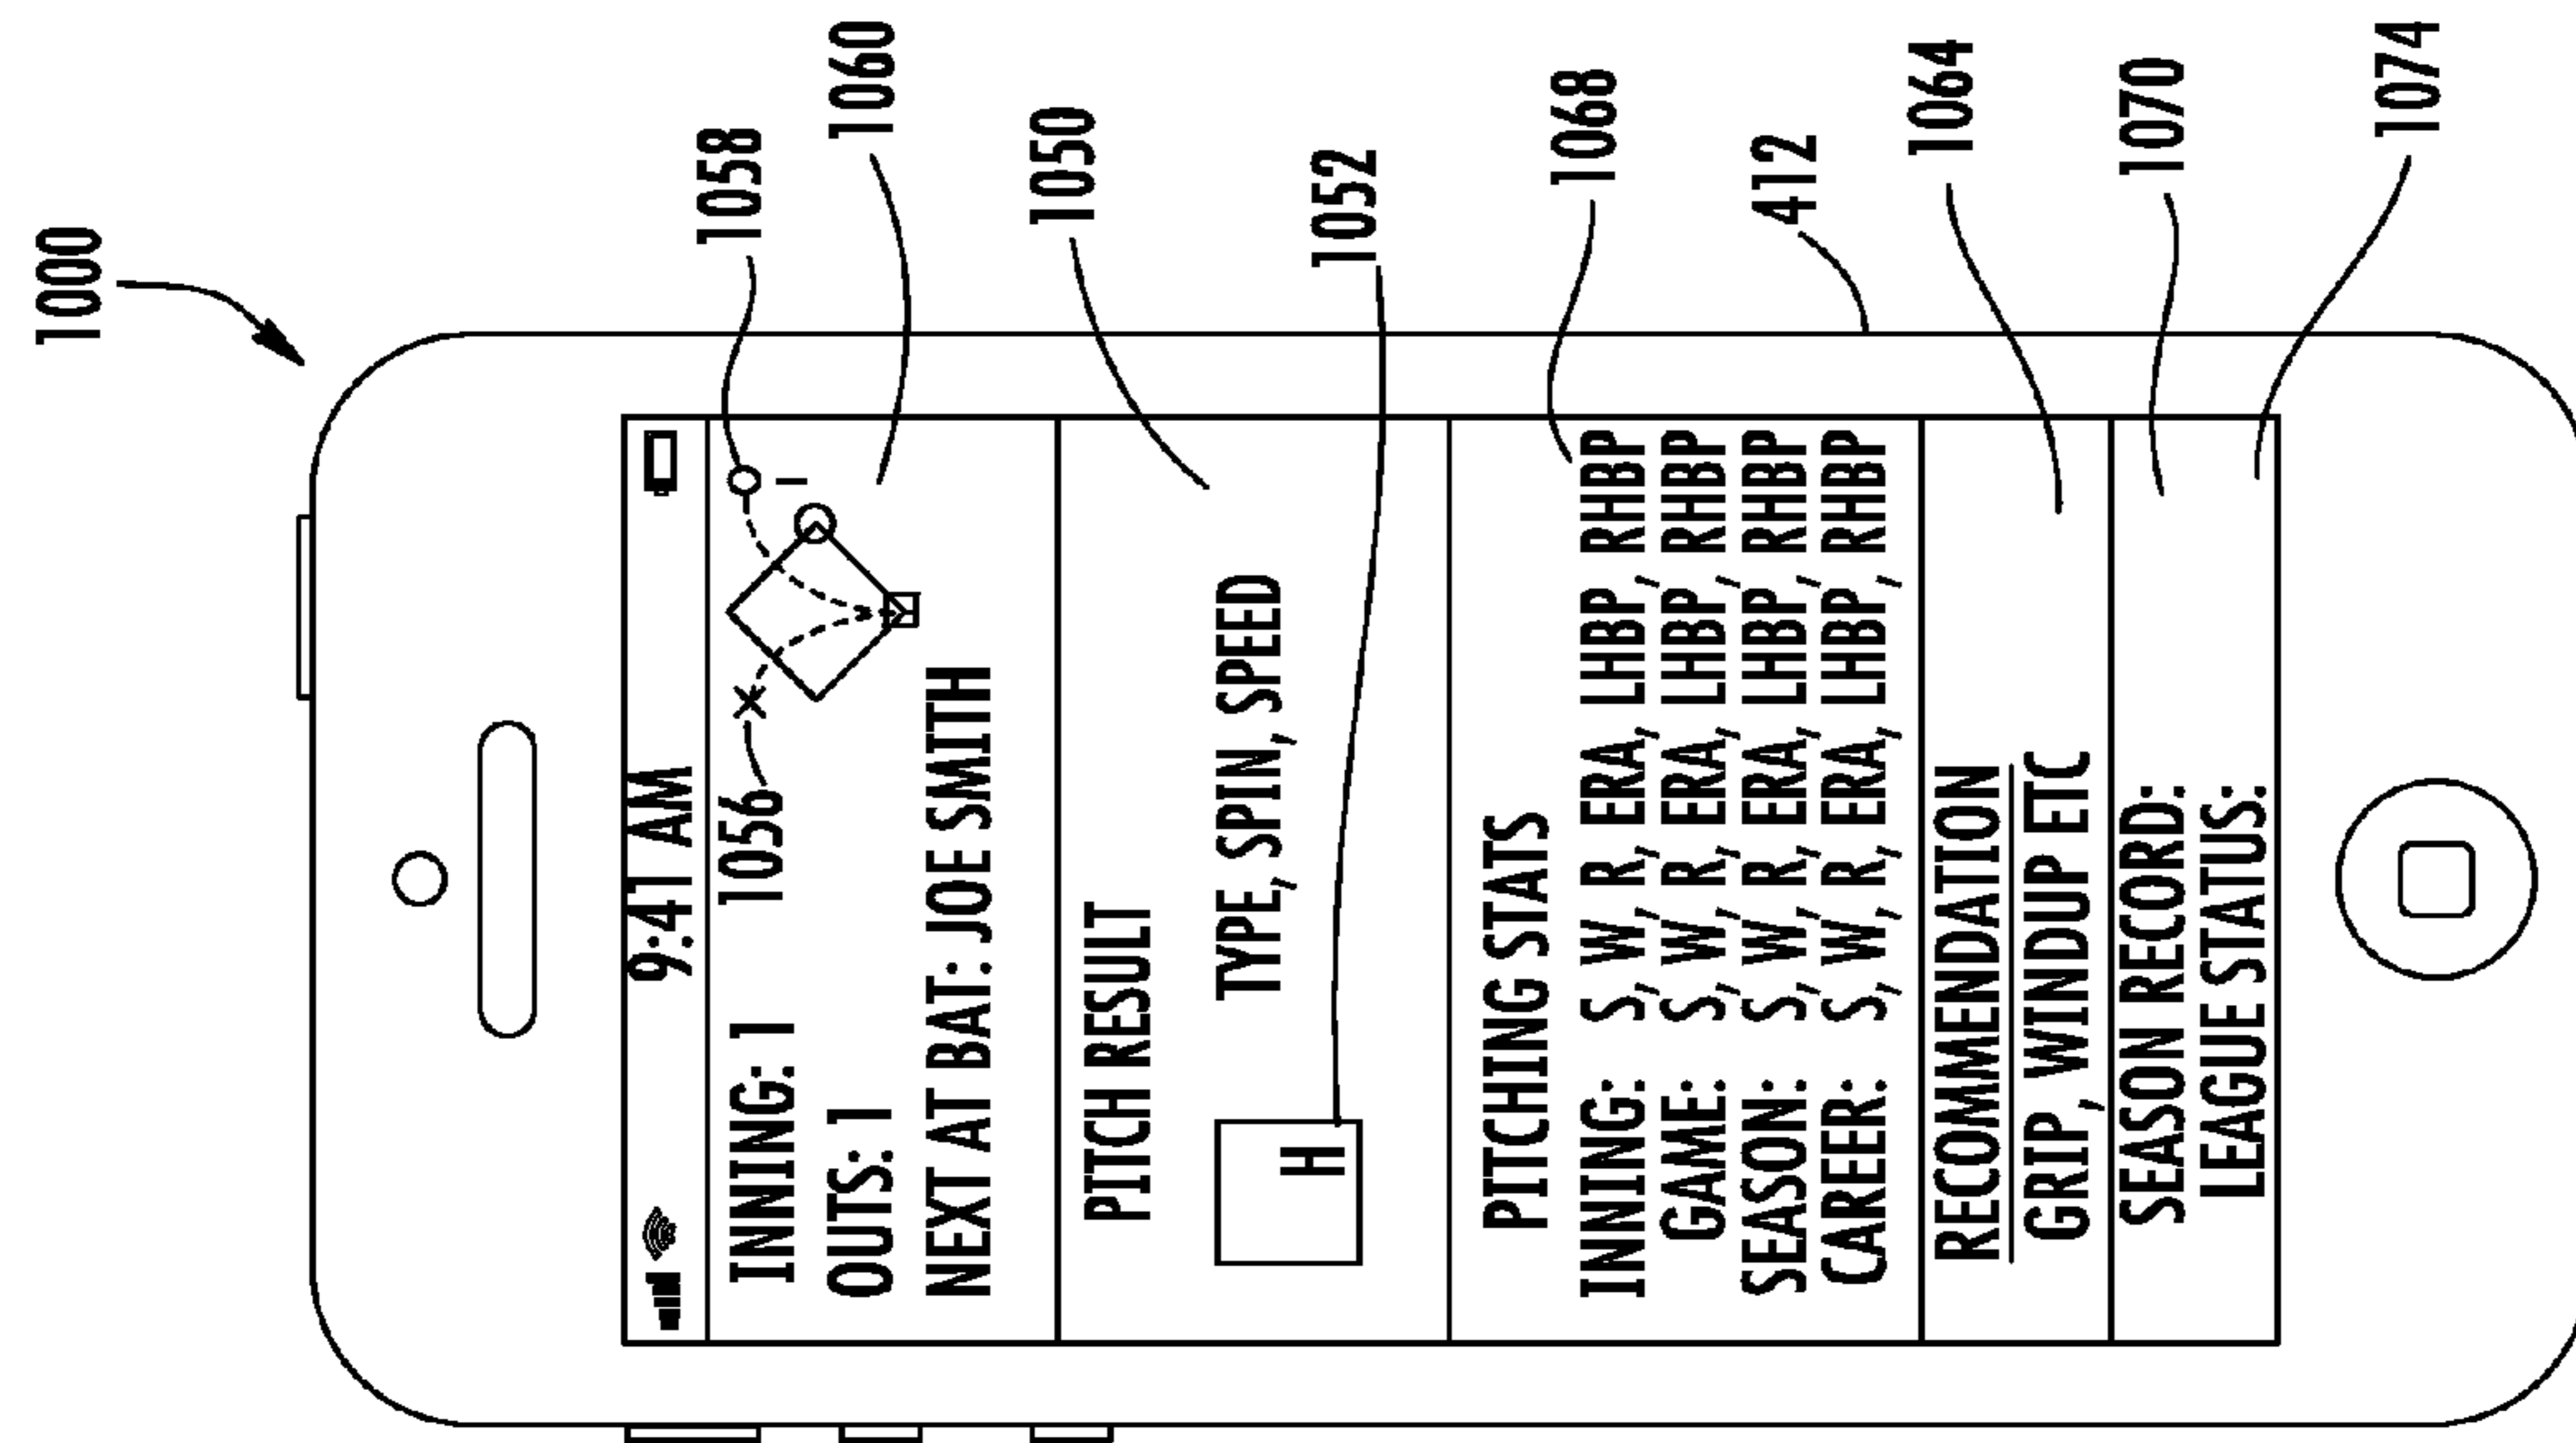 1000
9:41 AM
INNING: 1
1056
1058
OUTS: 1
1060
1
NEXT AT BAT: JOE SMITH
PITCH RESULT
1050
TYPE, SPIN, SPEED
H
1052
PITCHING STATS
1068
INNING: S, W, R, ERA, LHBP, RHBP
GAME: S, W, R, ERA, LHBP, RHBP
SEASON: S, W, R, ERA, LHBP, RHBP
CAREER: S, W, R, ERA, LHBP, RHBP
412
RECOMMENDATION
1064
GRIP, WINDUP ETC
SEASON RECORD:
1070
LEAGUE STATUS:
1074